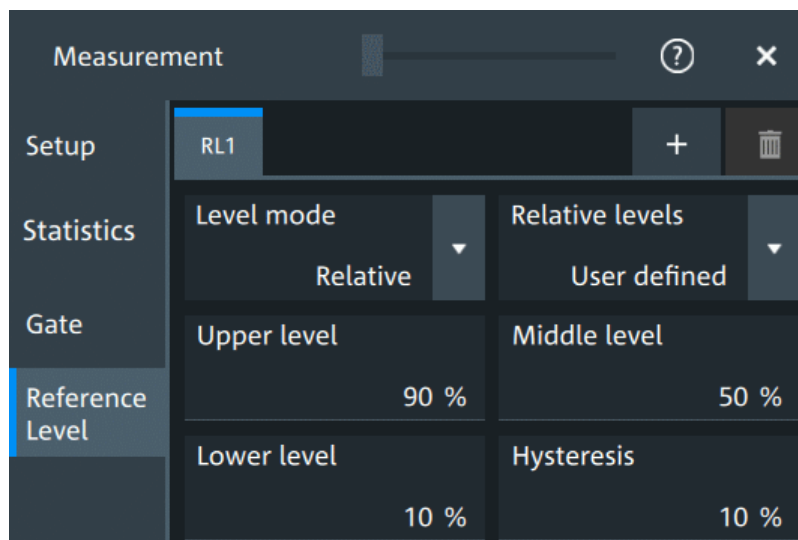 Measurement
?
Setup
RL1
+
Statistics
Level mode
Relative
Relative levels
User defined
Gate
Upper level
90 %
Middle level
50 %
Reference
Level
Lower level
10 %
Hysteresis
10 %